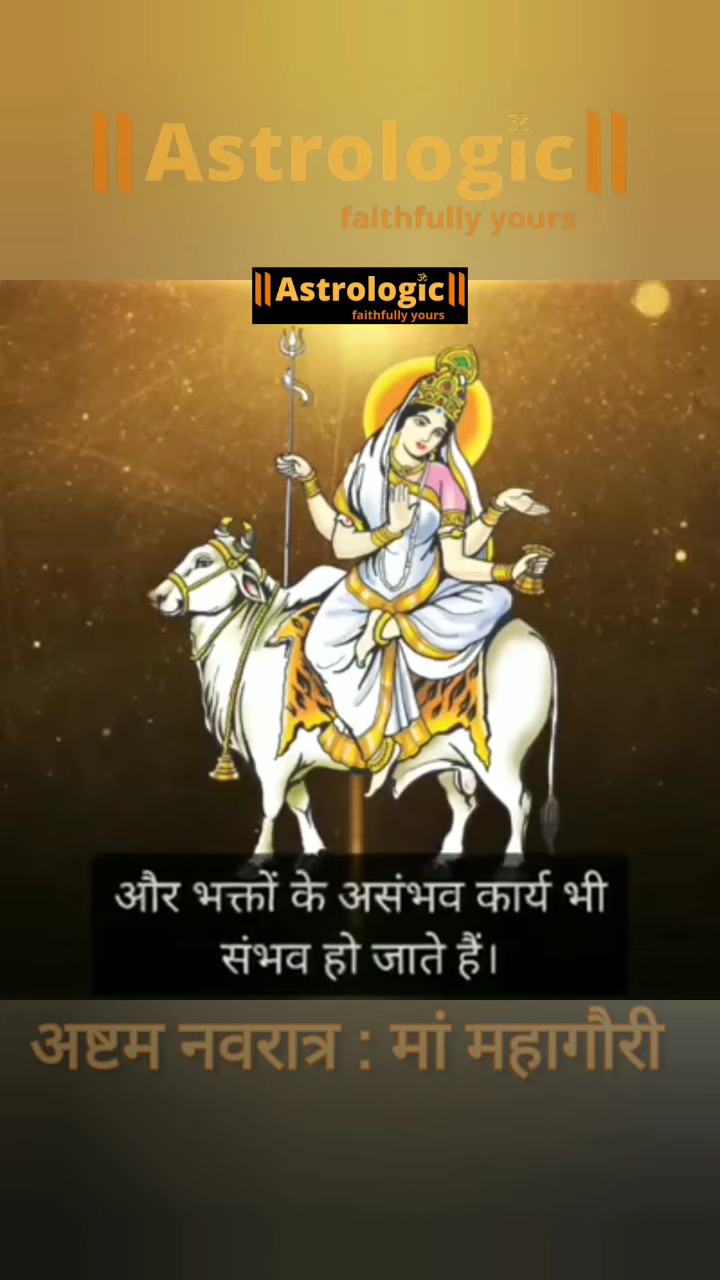 ||Astrologic||
ॐ
faithfully yours
||Astrologic||
ॐ
faithfully yours
और भक्तों के असंभव कार्य भी
संभव हो जाते हैं।
अष्टम नवरात्र : मां महागौरी